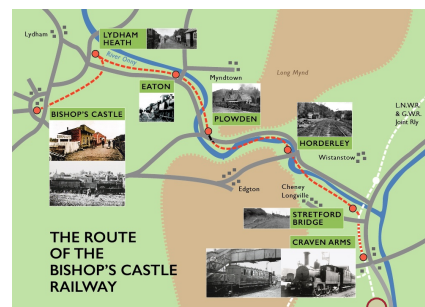 Lydham
LYDHAM
HEATH
River Onny
EATON
Myndtown
Long Mynd
BISHOP'S CASTLE
PLOWDEN
HORDERLEY
L.N.W.R.
& G.W.R.
Joint Rly
Wistanstow
Edgton
Cheney
Longville
STRETFORD
BRIDGE
CRAVEN ARMS
THE ROUTE
OF THE
BISHOP'S CASTLE
RAILWAY